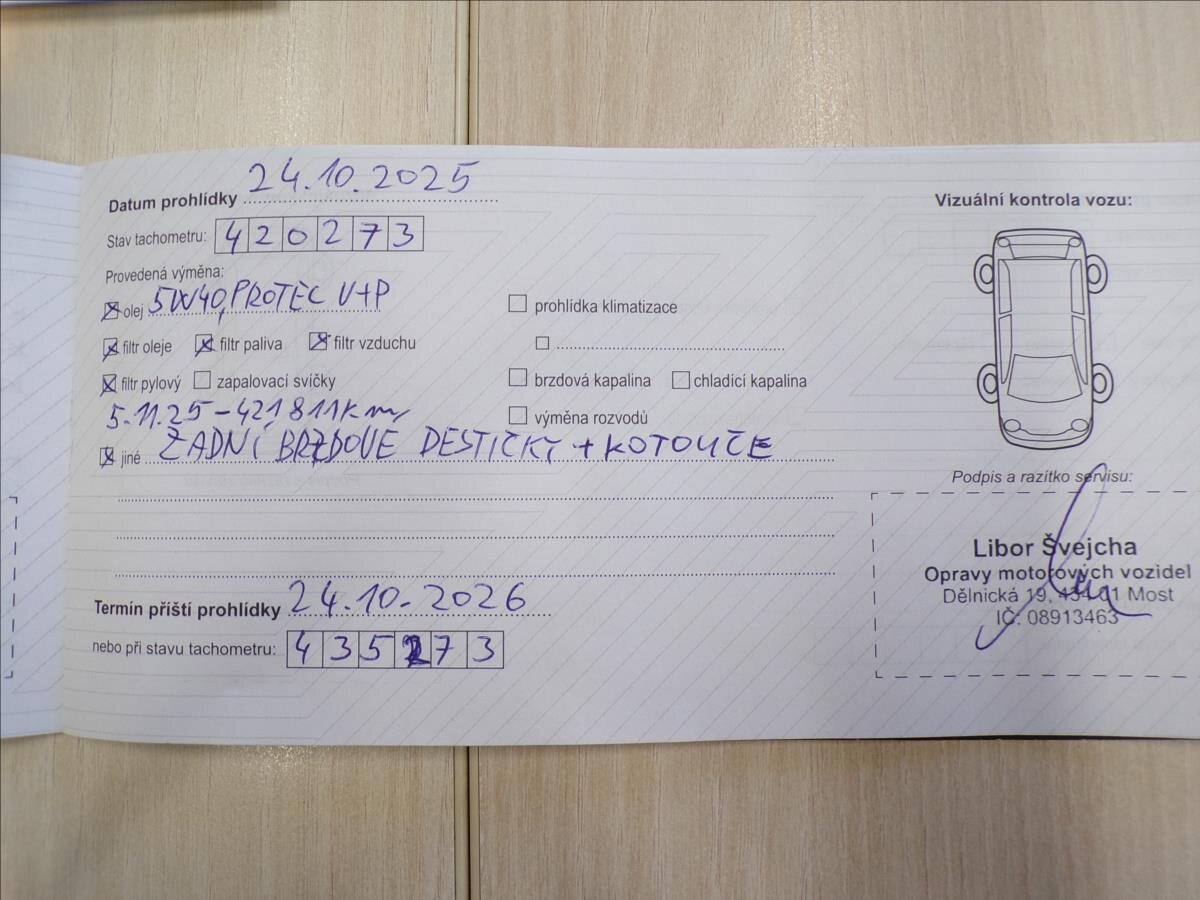 Datum prohlídky 24.10.2025
Stav tachometru: 420273
Provedená výměna:
olej 5W40, PROTEC V+P
filtr oleje filtr paliva filtr vzduchu
filtr pylový zapalovací svíčky
5.11.25 - 421811km
jiné ZADNÍ BRZDOVÉ DESTIČKY + KOTOUČE
prohlídka klimatizace
brzdová kapalina chladící kapalina
výměna rozvodů
Termín příští prohlídky 24.10.2026
nebo při stavu tachometru: 435273
Vizuální kontrola vozu:
Podpis a razítko servisu:
Libor Švejcha
Opravy motorových vozidel
Dělnická 19, 434 01 Most
IČ: 08913463